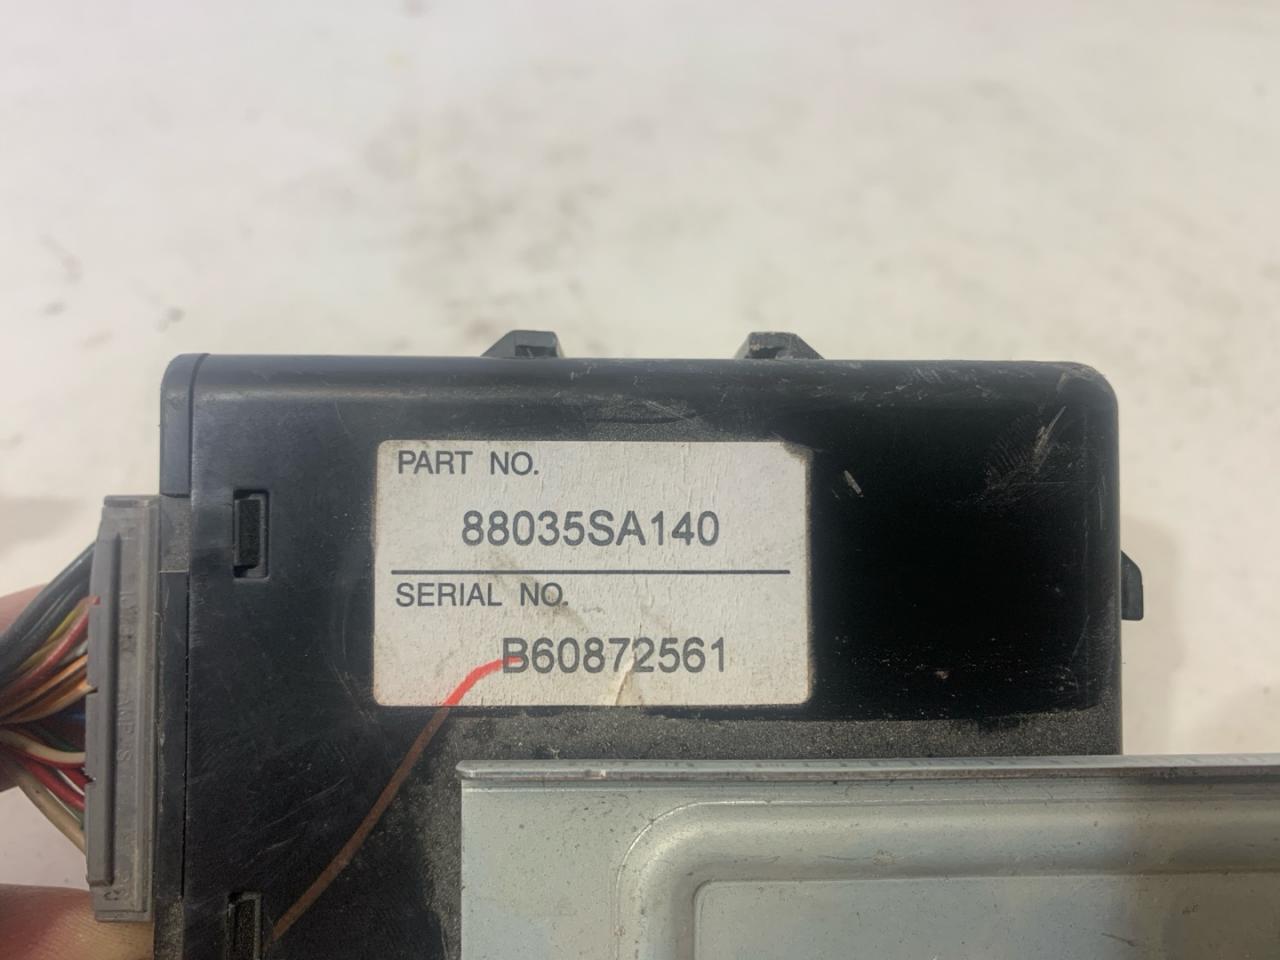 PART NO.
88035SA140
SERIAL NO.
B60872561